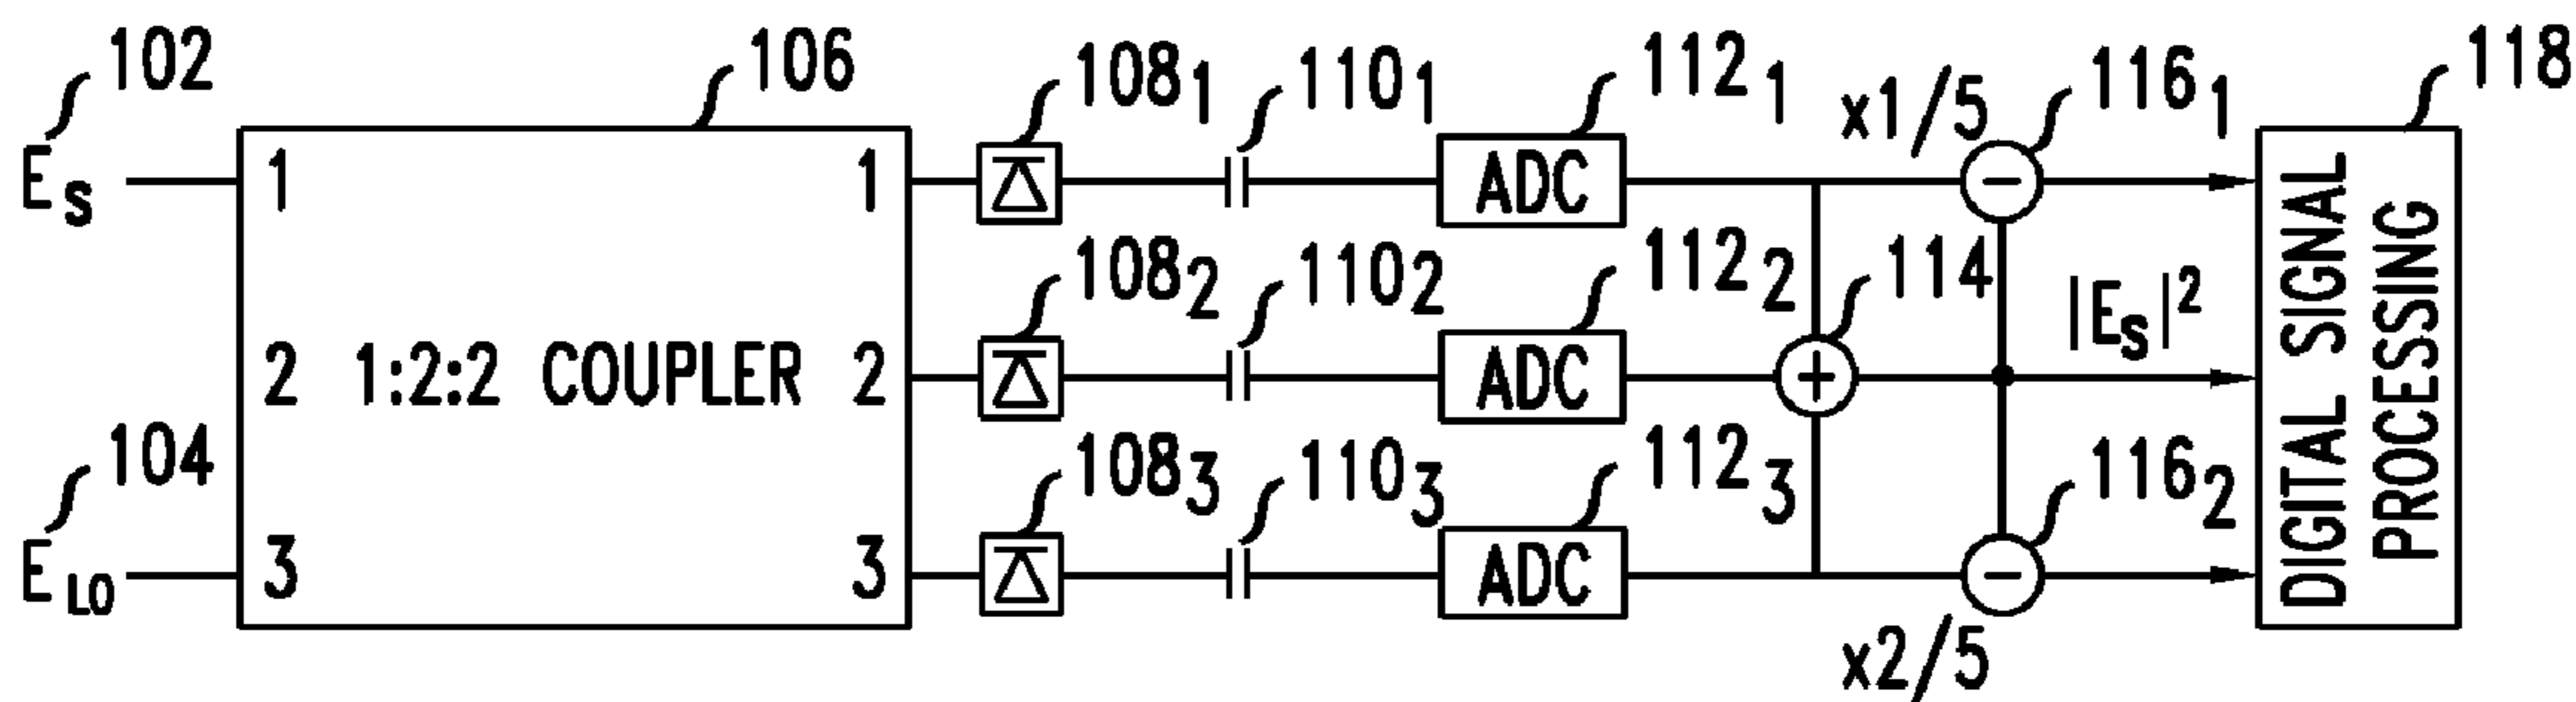 102
106
108₁
110₁
112₁
x1/5
116₁
118
E_S
1
1
ADC
108₂
110₂
112₂
114
|E_S|²
2
1:2:2 COUPLER
2
ADC
DIGITAL SIGNAL
PROCESSING
104
108₃
110₃
112₃
116₂
E_LO
3
3
ADC
x2/5